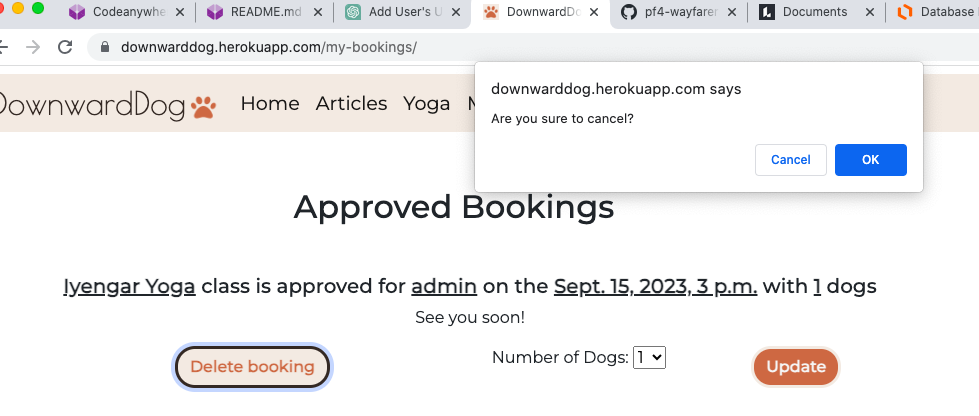 Codeanywhe
README.md
Add User's U
DownwardDo
pf4-wayfarer
Documents
Database
downwarddog.herokuapp.com/my-bookings/
DownwardDog
Home
Articles
Yoga
downwarddog.herokuapp.com says
Are you sure to cancel?
Cancel
OK
Approved Bookings
Iyengar Yoga class is approved for admin on the Sept. 15, 2023, 3 p.m. with 1 dogs
See you soon!
Delete booking
Number of Dogs: 1
Update